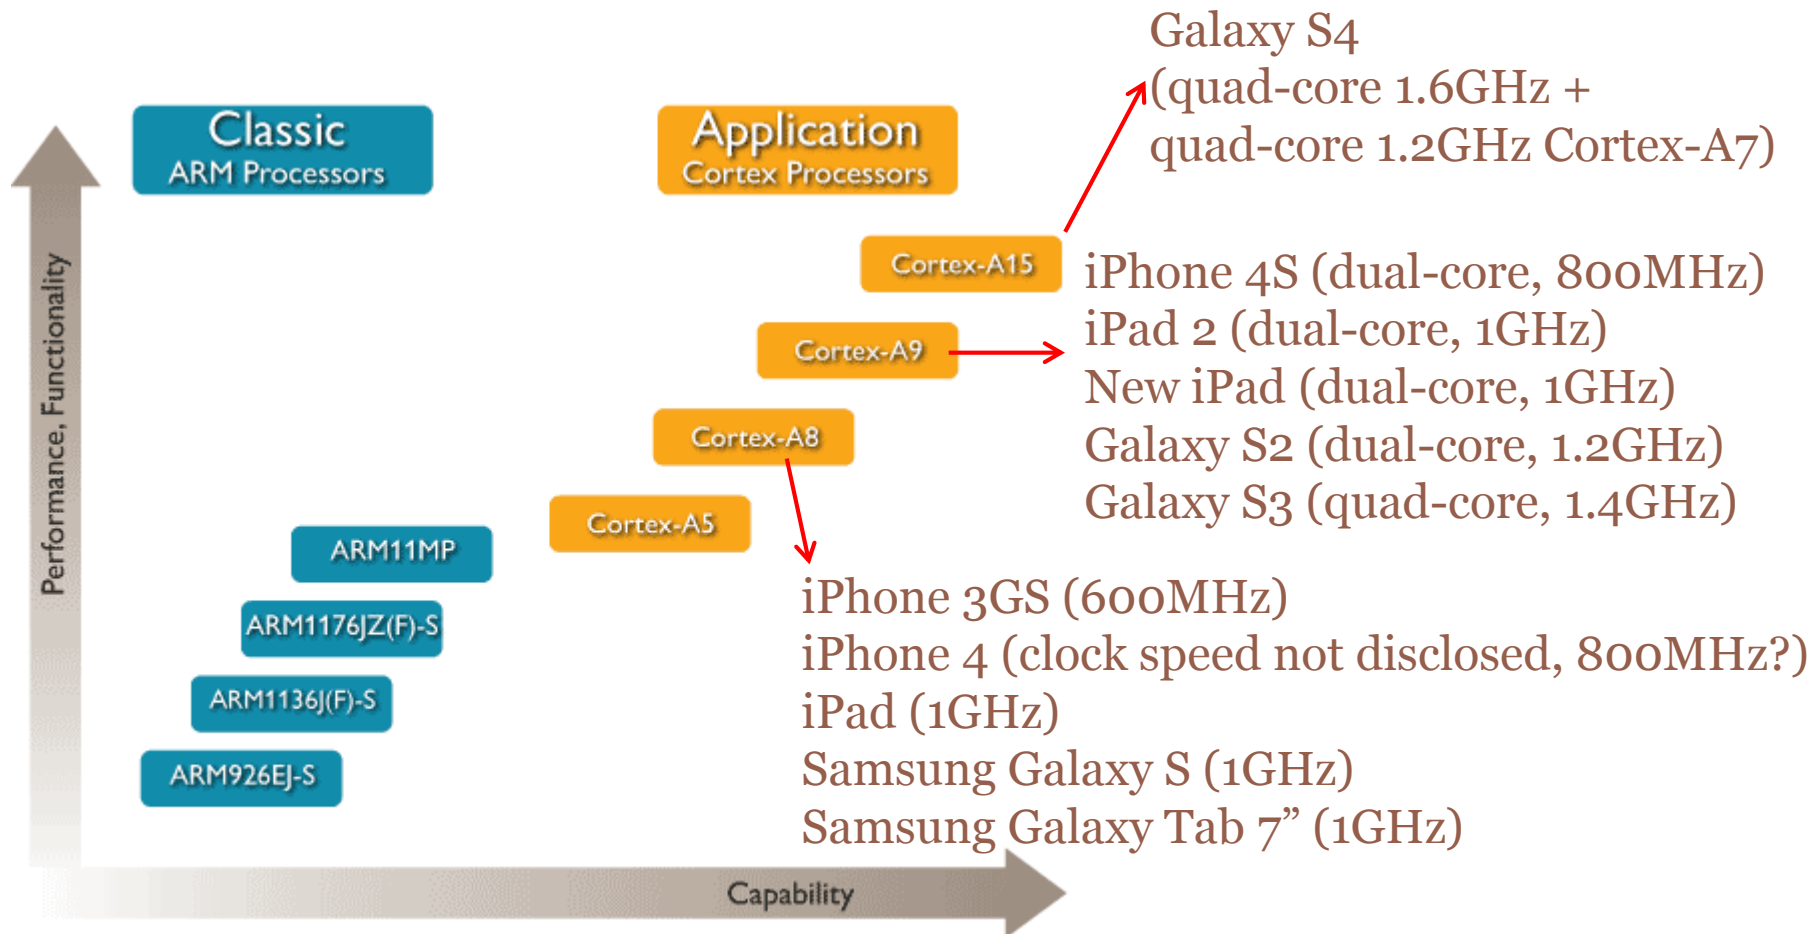 Galaxy S4
(quad-core 1.6GHz +
quad-core 1.2GHz Cortex-A7)
Classic
ARM Processors
Application
Cortex Processors
Performance, Functionality
Cortex-A15
iPhone 4S (dual-core, 800MHz)
iPad 2 (dual-core, 1GHz)
New iPad (dual-core, 1GHz)
Galaxy S2 (dual-core, 1.2GHz)
Galaxy S3 (quad-core, 1.4GHz)
Cortex-A9
Cortex-A8
Cortex-A5
ARM11MP
ARM1176JZ(F)-S
ARM1136J(F)-S
ARM926EJ-S
iPhone 3GS (600MHz)
iPhone 4 (clock speed not disclosed, 800MHz?)
iPad (1GHz)
Samsung Galaxy S (1GHz)
Samsung Galaxy Tab 7” (1GHz)
Capability